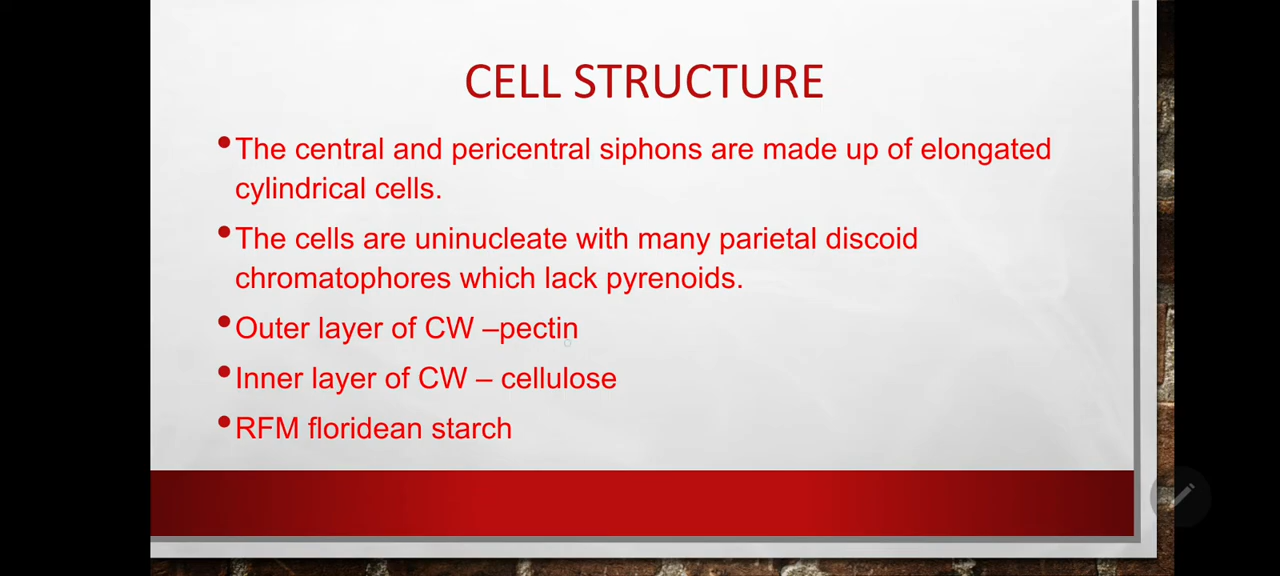 CELL STRUCTURE
•The central and pericentral siphons are made up of elongated
cylindrical cells.
•The cells are uninucleate with many parietal discoid
chromatophores which lack pyrenoids.
•Outer layer of CW –pectin
•Inner layer of CW – cellulose
•RFM floridean starch